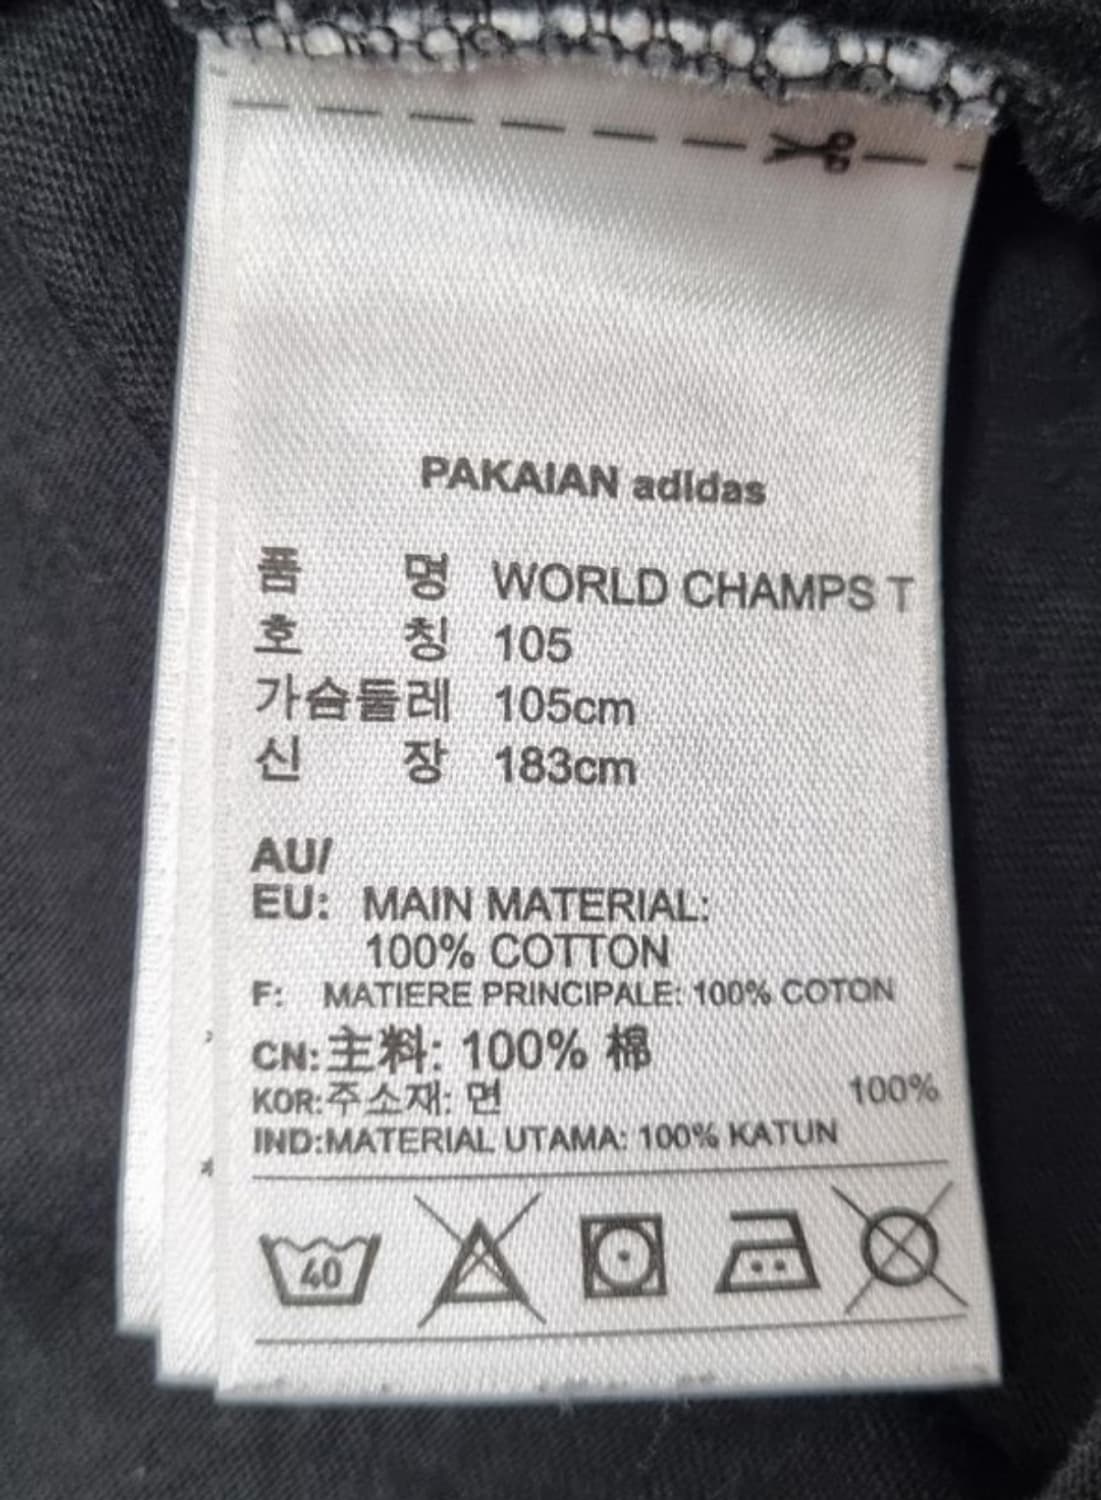 PAKAIAN adidas
품 명 WORLD CHAMPS T
호 칭 105
가슴둘레 105cm
신 장 183cm
AU/
EU: MAIN MATERIAL:
100% COTTON
F: MATIERE PRINCIPALE: 100% COTON
CN:主料: 100% 棉
KOR:주소재: 면 100%
IND:MATERIAL UTAMA: 100% KATUN
40